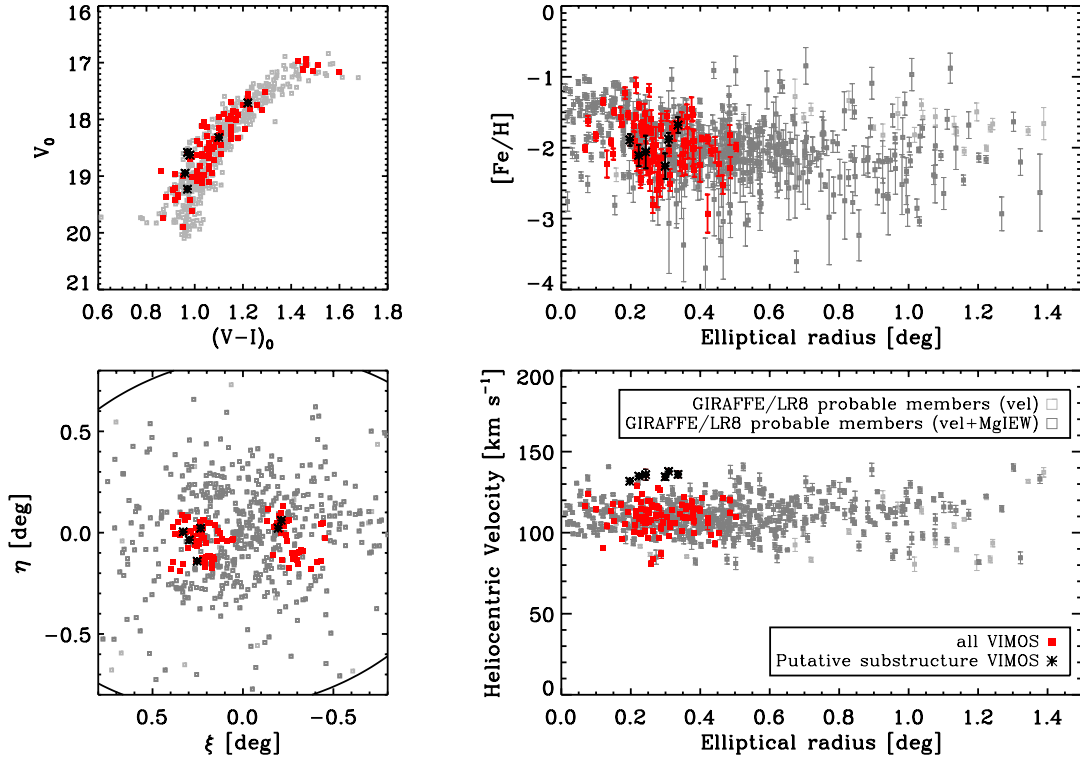 16
17
18
19
20
21
V₀
0.6 0.8 1.0 1.2 1.4 1.6 1.8
(V−I)₀
0
−1
−2
−3
−4
[Fe/H]
0.0 0.2 0.4 0.6 0.8 1.0 1.2 1.4
Elliptical radius [deg]
0.5
0.0
−0.5
η [deg]
0.5 0.0 −0.5
ξ [deg]
200
150
100
50
0
Heliocentric Velocity [km s⁻¹]
GIRAFFE/LR8 probable members (vel)
GIRAFFE/LR8 probable members (vel+MgIEW)
all VIMOS
Putative substructure VIMOS
0.0 0.2 0.4 0.6 0.8 1.0 1.2 1.4
Elliptical radius [deg]